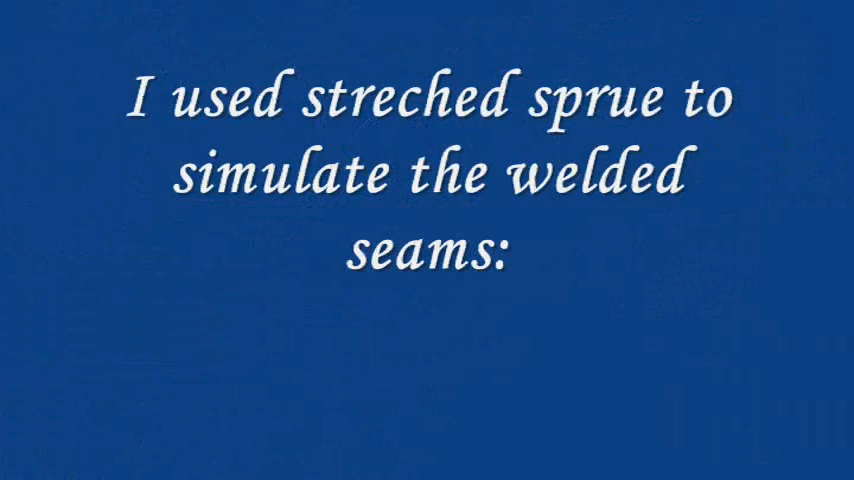 I used streched sprue to
simulate the welded
seams: